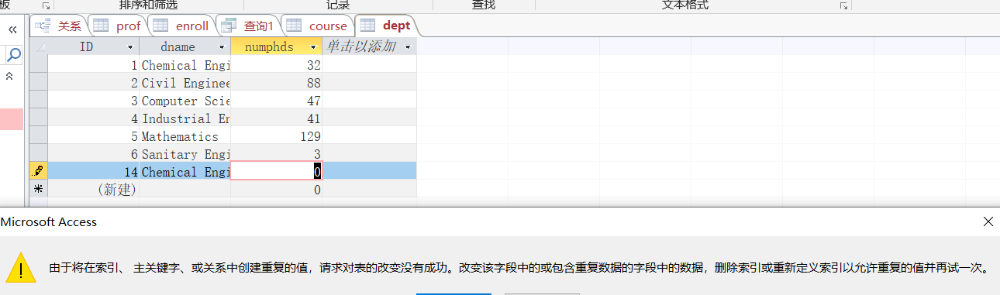 板 排序和筛选 记录 查找 文本格式
关系 prof enroll 查询1 course dept
ID dname numphds 单击以添加
1 Chemical Engi 32
2 Civil Enginee 88
3 Computer Scie 47
4 Industrial En 41
5 Mathematics 129
6 Sanitary Engi 3
14 Chemical Engi 0
(新建) 0
Microsoft Access
由于将在索引、 主关键字、或关系中创建重复的值，请求对表的改变没有成功。改变该字段中的或包含重复数据的字段中的数据，删除索引或重新定义索引以允许重复的值并再试一次。